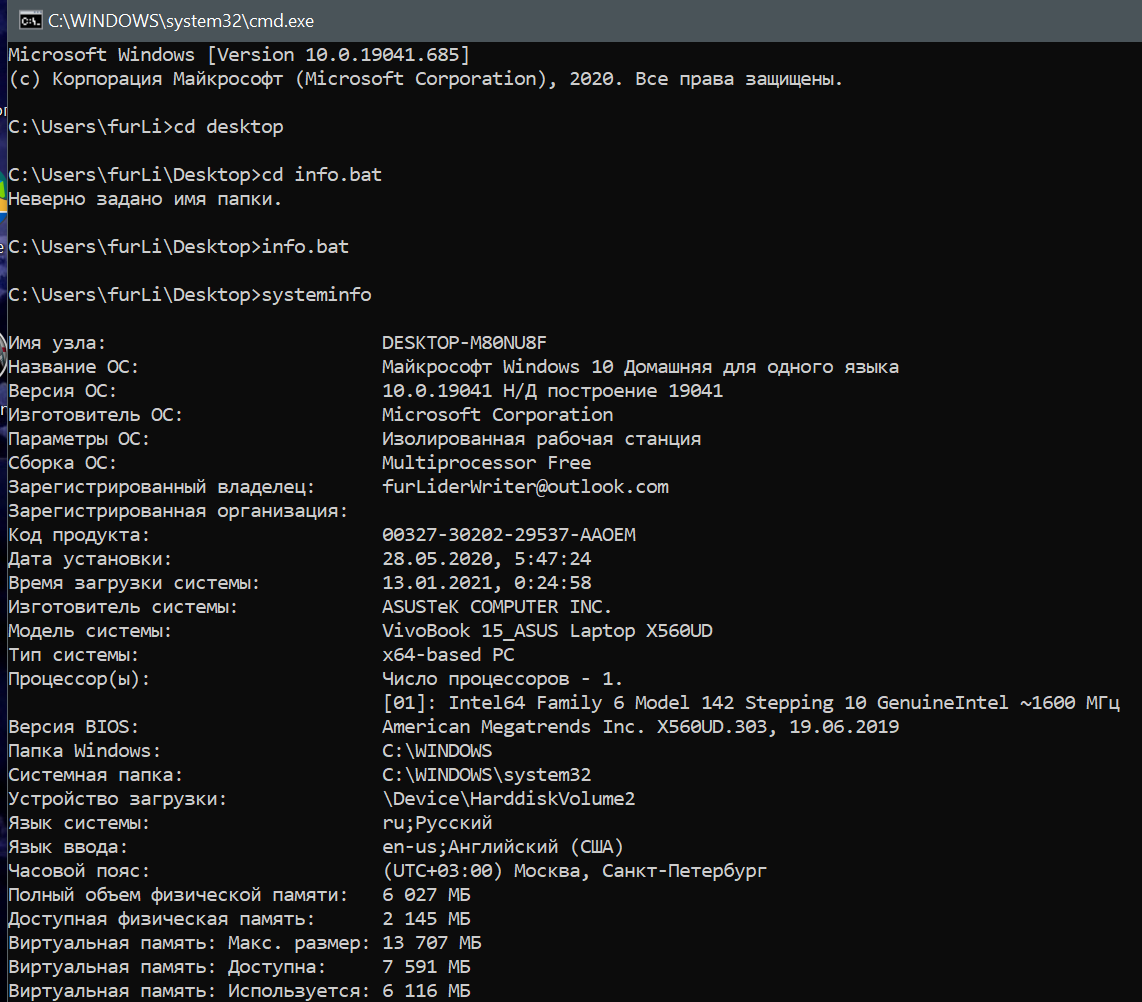 C:\WINDOWS\system32\cmd.exe
Microsoft Windows [Version 10.0.19041.685]
(c) Корпорация Майкрософт (Microsoft Corporation), 2020. Все права защищены.
C:\Users\furLi>cd desktop
C:\Users\furLi\Desktop>cd info.bat
Неверно задано имя папки.
C:\Users\furLi\Desktop>info.bat
C:\Users\furLi\Desktop>systeminfo
Имя узла: DESKTOP-M80NU8F
Название ОС: Майкрософт Windows 10 Домашняя для одного языка
Версия ОС: 10.0.19041 Н/Д построение 19041
Изготовитель ОС: Microsoft Corporation
Параметры ОС: Изолированная рабочая станция
Сборка ОС: Multiprocessor Free
Зарегистрированный владелец: furLiderWriter@outlook.com
Зарегистрированная организация:
Код продукта: 00327-30202-29537-AAOEM
Дата установки: 28.05.2020, 5:47:24
Время загрузки системы: 13.01.2021, 0:24:58
Изготовитель системы: ASUSTeK COMPUTER INC.
Модель системы: VivoBook 15_ASUS Laptop X560UD
Тип системы: x64-based PC
Процессор(ы): Число процессоров - 1.
[01]: Intel64 Family 6 Model 142 Stepping 10 GenuineIntel ~1600 МГц
Версия BIOS: American Megatrends Inc. X560UD.303, 19.06.2019
Папка Windows: C:\WINDOWS
Системная папка: C:\WINDOWS\system32
Устройство загрузки: \Device\HarddiskVolume2
Язык системы: ru;Русский
Язык ввода: en-us;Английский (США)
Часовой пояс: (UTC+03:00) Москва, Санкт-Петербург
Полный объем физической памяти: 6 027 МБ
Доступная физическая память: 2 145 МБ
Виртуальная память: Макс. размер: 13 707 МБ
Виртуальная память: Доступна: 7 591 МБ
Виртуальная память: Используется: 6 116 МБ